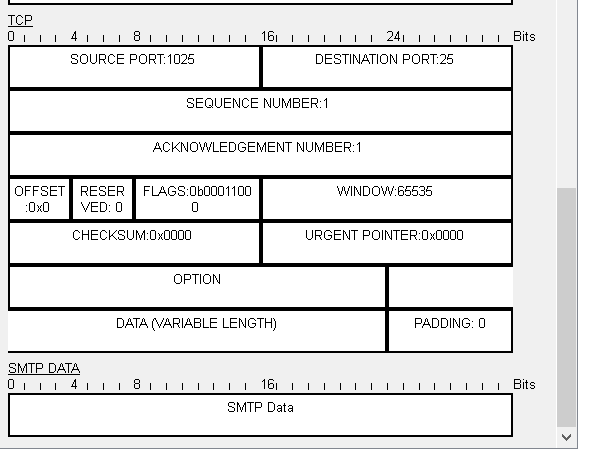 TCP
0 4 8 16 24 Bits
SOURCE PORT:1025 DESTINATION PORT:25
SEQUENCE NUMBER:1
ACKNOWLEDGEMENT NUMBER:1
OFFSET RESER FLAGS:0b0001100 WINDOW:65535
:0x0 VED: 0 0
CHECKSUM:0x0000 URGENT POINTER:0x0000
OPTION
DATA (VARIABLE LENGTH) PADDING: 0
SMTP DATA
0 4 8 16 Bits
SMTP Data